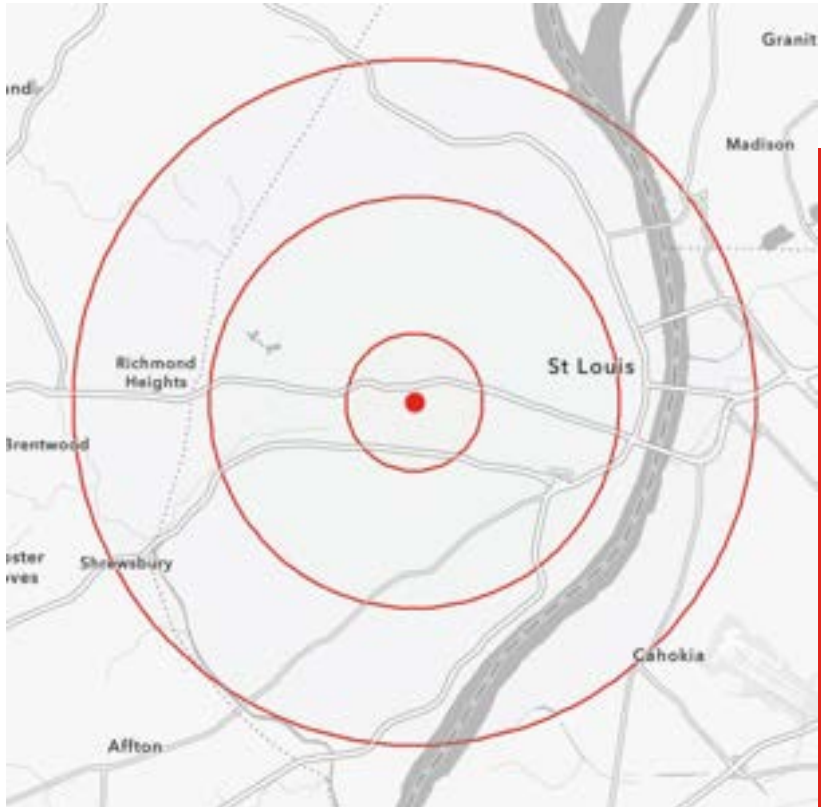 Granit
Madison
Richmond
Heights
St Louis
Brentwood
Shrewsbury
Cahokia
Affton